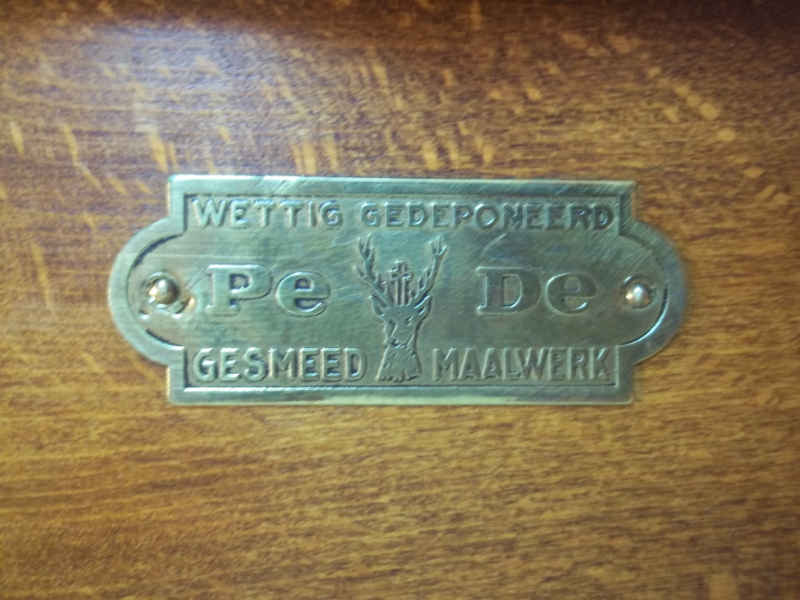 WETTIG GEDEPONEERD
Pe De
GESMEED MAALWERK